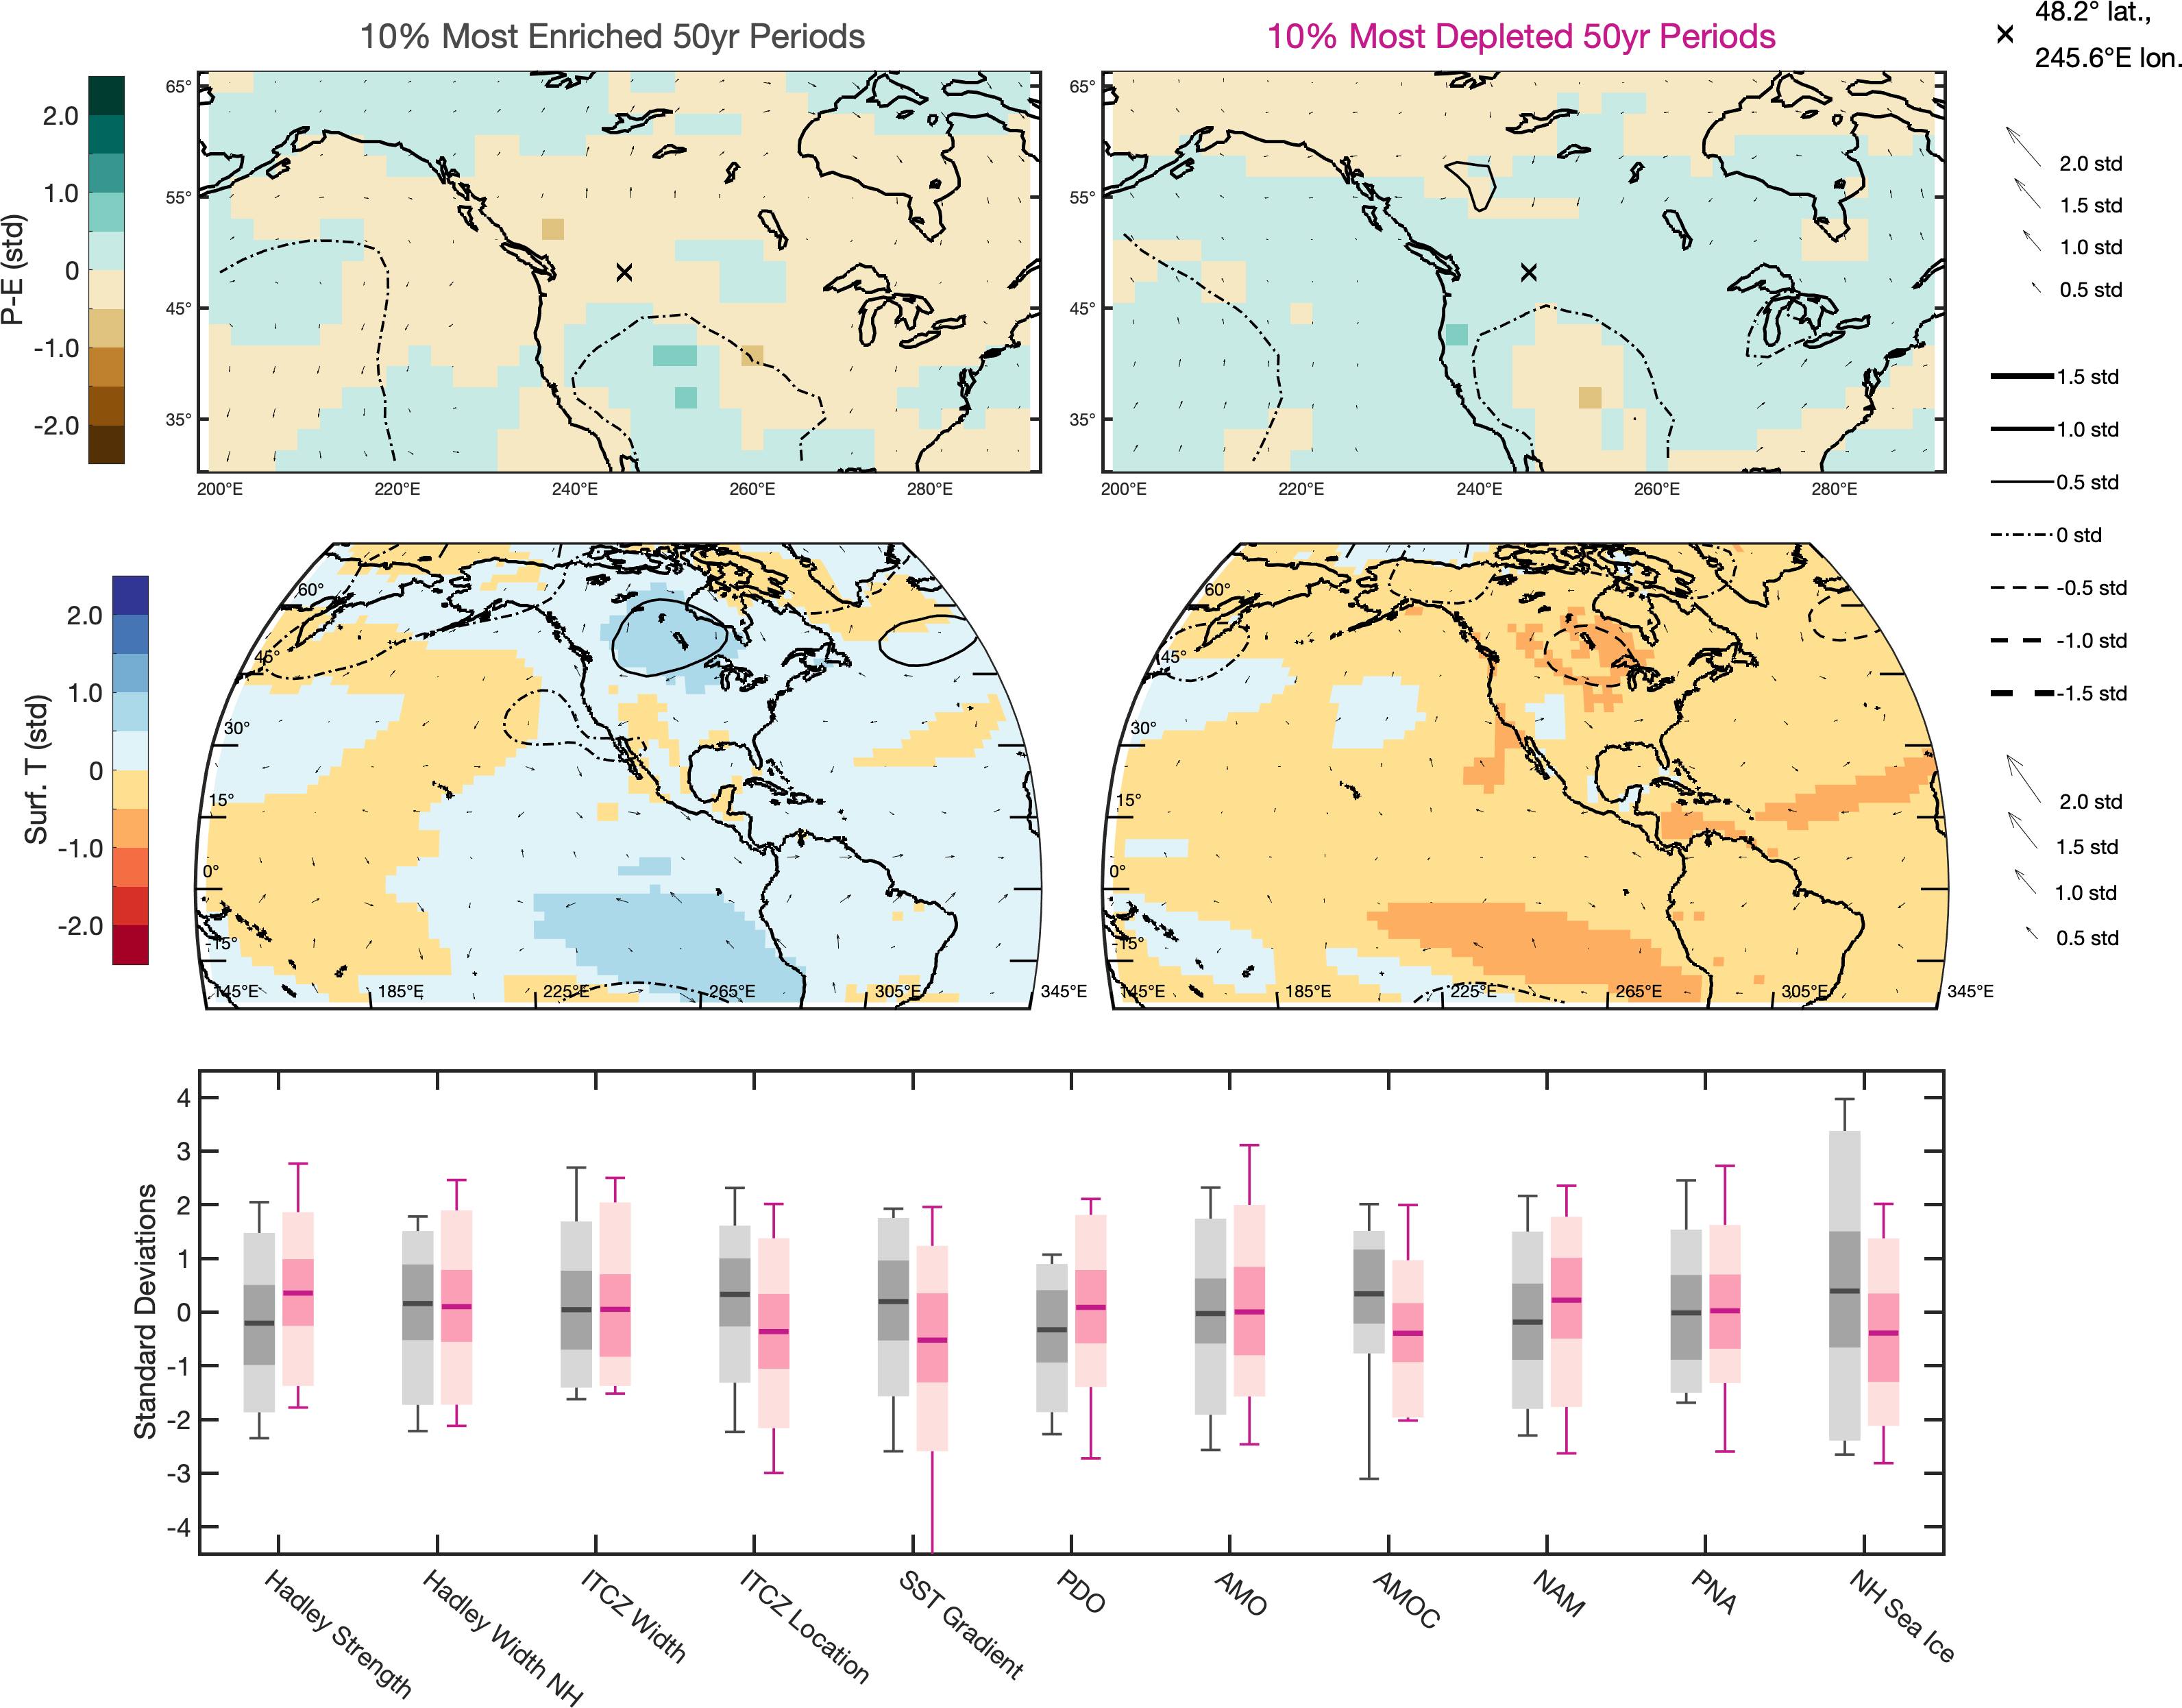 10% Most Enriched 50yr Periods
10% Most Depleted 50yr Periods
48.2° lat.,
245.6°E lon.
P-E (std)
2.0
1.0
0
-1.0
-2.0
65°
55°
45°
35°
200°E 220°E 240°E 260°E 280°E
65°
55°
45°
35°
200°E 220°E 240°E 260°E 280°E
2.0 std
1.5 std
1.0 std
0.5 std
1.5 std
1.0 std
0.5 std
0 std
-0.5 std
-1.0 std
-1.5 std
Surf. T (std)
2.0
1.0
0
-1.0
-2.0
60°
45°
30°
15°
0°
-15°
145°E 185°E 225°E 265°E 305°E 345°E
60°
45°
30°
15°
0°
-15°
145°E 185°E 225°E 265°E 305°E 345°E
2.0 std
1.5 std
1.0 std
0.5 std
Standard Deviations
4
3
2
1
0
-1
-2
-3
-4
Hadley Strength
Hadley Width NH
ITCZ Width
ITCZ Location
SST Gradient
PDO
AMO
AMOC
NAM
PNA
NH Sea Ice